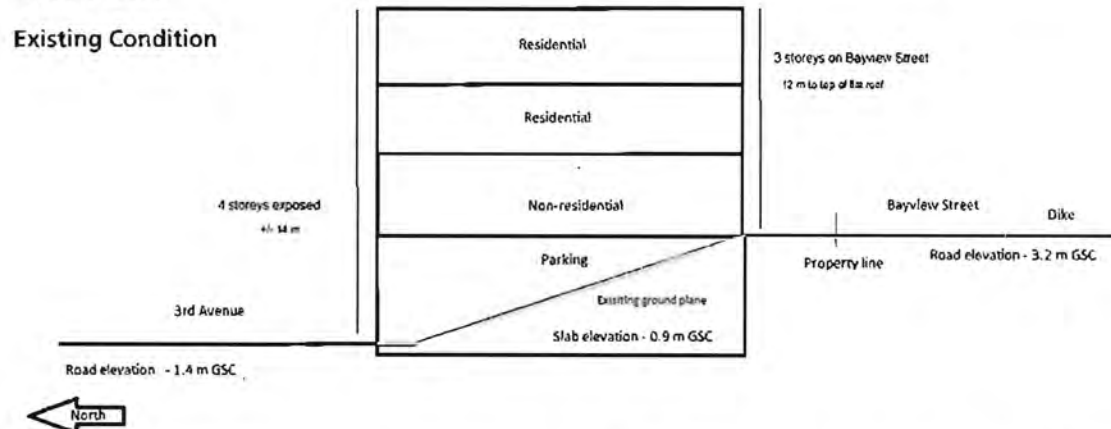 Existing Condition
Residential
3 storeys on Bayview Street
12 m to top of flat roof
Residential
4 storeys exposed
+/- 14 m
Non-residential
Bayview Street
Dike
Parking
Property line
Road elevation - 3.2 m GSC
Exisiting ground plane
3rd Avenue
Slab elevation - 0.9 m GSC
Road elevation - 1.4 m GSC
North